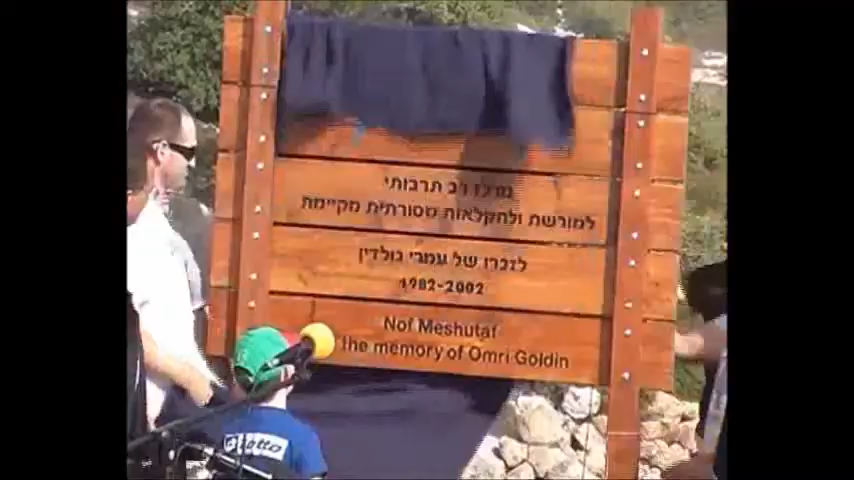 מרכז רב תרבותי
למורשת ולחקלאות מסורתית מקיימת
לזכרו של עמרי גולדין
1982-2002
Nof Meshutaf
the memory of Omri Goldin
lotto